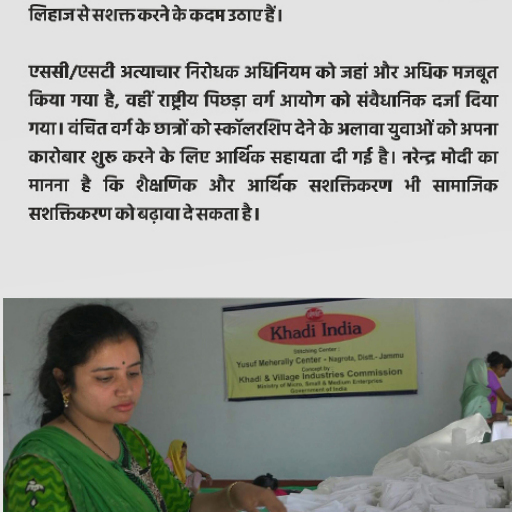 लिहाज से सशक्त करने के कदम उठाए हैं।
एससी/एसटी अत्याचार निरोधक अधिनियम को जहां और अधिक मजबूत
किया गया है, वहीं राष्ट्रीय पिछड़ा वर्ग आयोग को संवैधानिक दर्जा दिया
गया। वंचित वर्ग के छात्रों को स्कॉलरशिप देने के अलावा युवाओं को अपना
कारोबार शुरू करने के लिए आर्थिक सहायता दी गई है। नरेन्द्र मोदी का
मानना है कि शैक्षणिक और आर्थिक सशक्तिकरण भी सामाजिक
सशक्तिकरण को बढ़ावा दे सकता है।
Khadi India
Stitching Center :
Yusuf Meherally Center - Nagrota, Distt.- Jammu
Concept by :
Khadi & Village Industries Commission
Ministry of Micro, Small & Medium Enterprises
Government of India